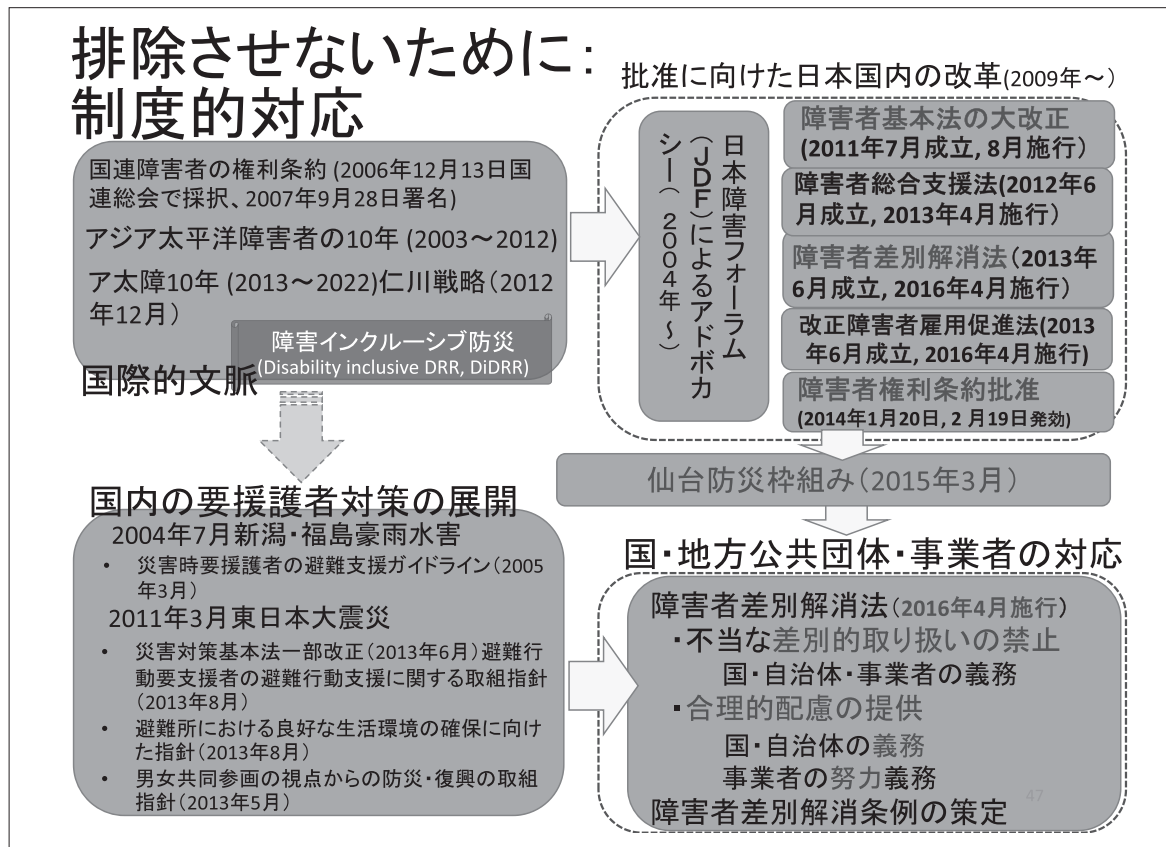 排除させないために:
制度的対応
国連障害者の権利条約 (2006年12月13日国
連総会で採択、2007年9月28日署名)
アジア太平洋障害者の10年 (2003～2012)
ア太障10年 (2013～2022)仁川戦略(2012
年12月)
障害インクルーシブ防災
(Disability inclusive DRR, DiDRR)
国際的文脈
批准に向けた日本国内の改革(2009年～)
日本障害フォーラム
(JDF)によるアドボカ
シー( 2004年 ～)
障害者基本法の大改正
(2011年7月成立, 8月施行)
障害者総合支援法(2012年6
月成立, 2013年4月施行)
障害者差別解消法(2013年
6月成立, 2016年4月施行)
改正障害者雇用促進法(2013
年6月成立, 2016年4月施行)
障害者権利条約批准
(2014年1月20日, 2 月19日発効)
仙台防災枠組み(2015年3月)
国内の要援護者対策の展開
2004年7月新潟・福島豪雨水害
• 災害時要援護者の避難支援ガイドライン(2005
年3月)
2011年3月東日本大震災
• 災害対策基本法一部改正(2013年6月)避難行
動要支援者の避難行動支援に関する取組指針
(2013年8月)
• 避難所における良好な生活環境の確保に向け
た指針(2013年8月)
• 男女共同参画の視点からの防災・復興の取組
指針(2013年5月)
国・地方公共団体・事業者の対応
障害者差別解消法(2016年4月施行)
・不当な差別的取り扱いの禁止
国・自治体・事業者の義務
・合理的配慮の提供
国・自治体の義務
事業者の努力義務
障害者差別解消条例の策定
47